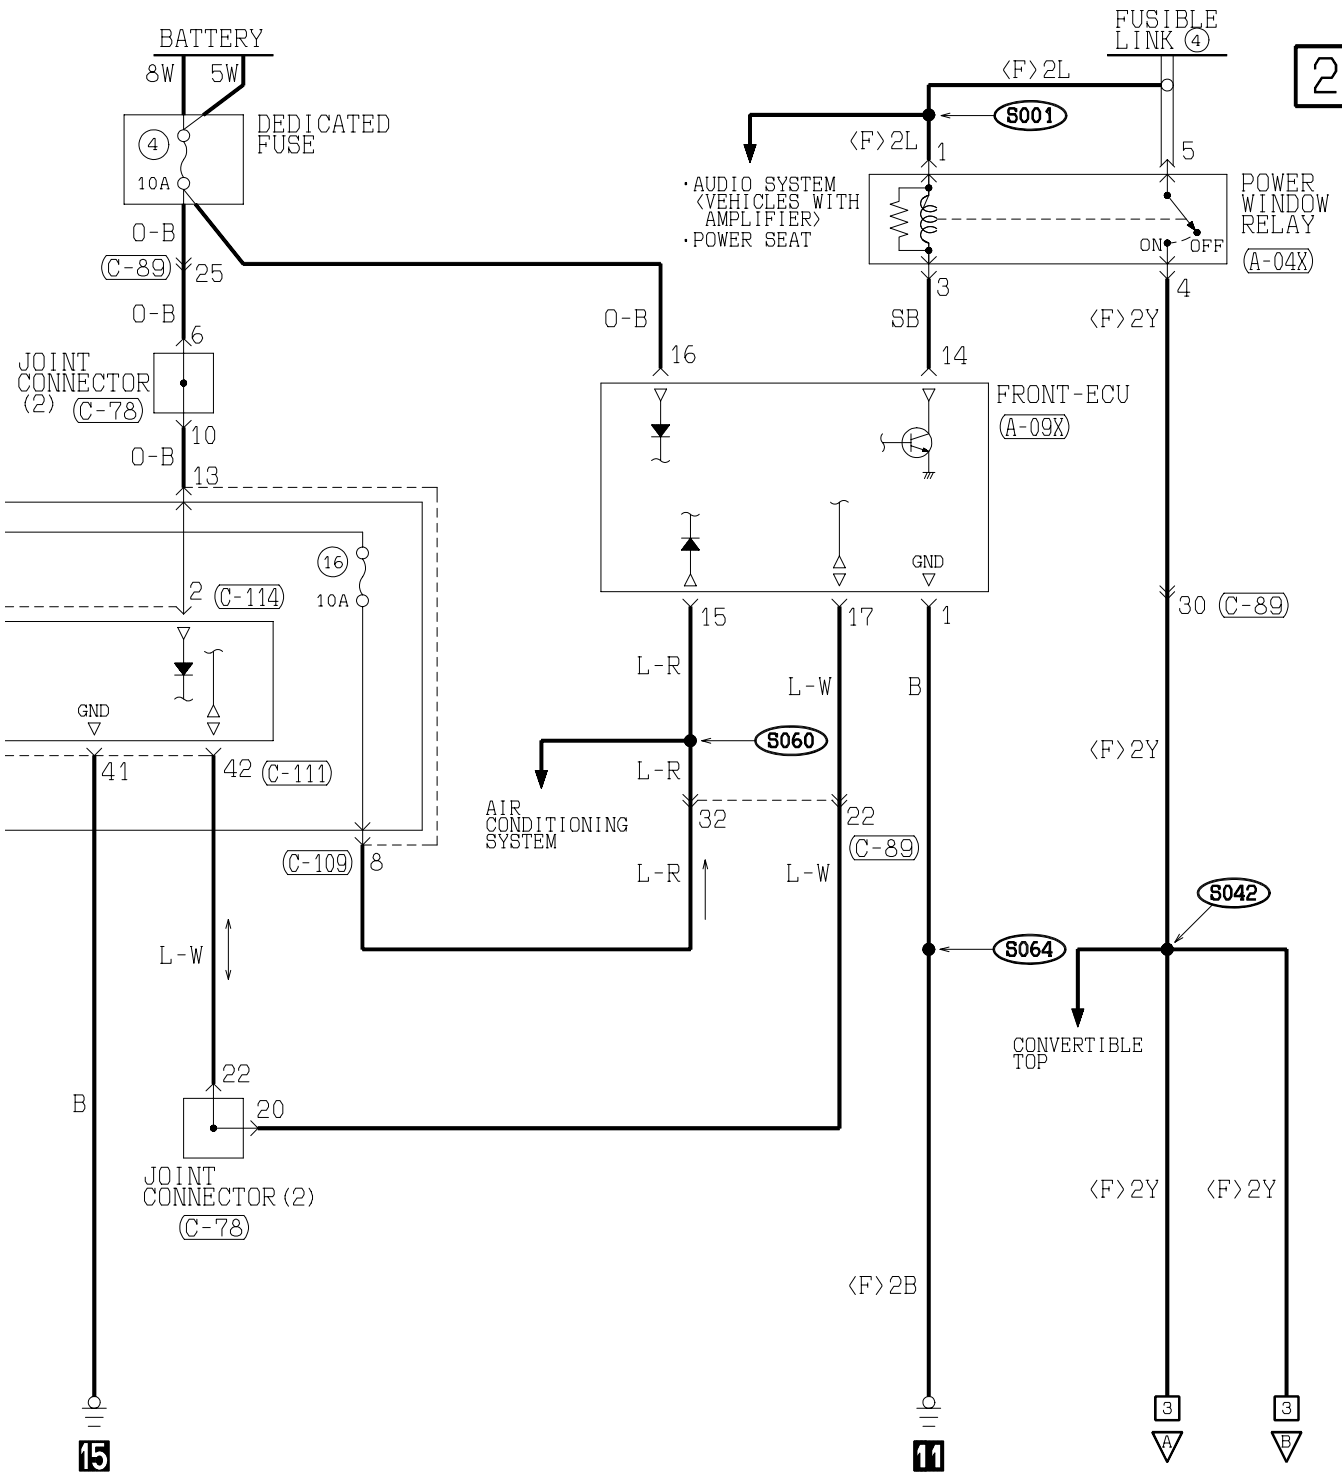 BATTERY
8W
5W
DEDICATED
FUSE
4
10A
O-B
C-89
25
O-B
6
JOINT
CONNECTOR
(2)
C-78
10
O-B
13
16
10A
2
C-114
GND
41
42
C-111
C-109
8
L-W
B
22
20
JOINT
CONNECTOR(2)
C-78
15
FUSIBLE
LINK 4
2
<F>2L
S001
<F>2L
1
5
·AUDIO SYSTEM
<VEHICLES WITH
AMPLIFIER>
·POWER SEAT
POWER
WINDOW
RELAY
A-04X
ON
OFF
3
4
O-B
SB
<F>2Y
16
14
FRONT-ECU
A-09X
GND
15
17
1
30
C-89
L-R
L-W
B
S060
<F>2Y
L-R
AIR
CONDITIONING
SYSTEM
32
22
C-89
L-R
L-W
S042
S064
CONVERTIBLE
TOP
<F>2Y
<F>2Y
<F>2B
11
3
A
3
B